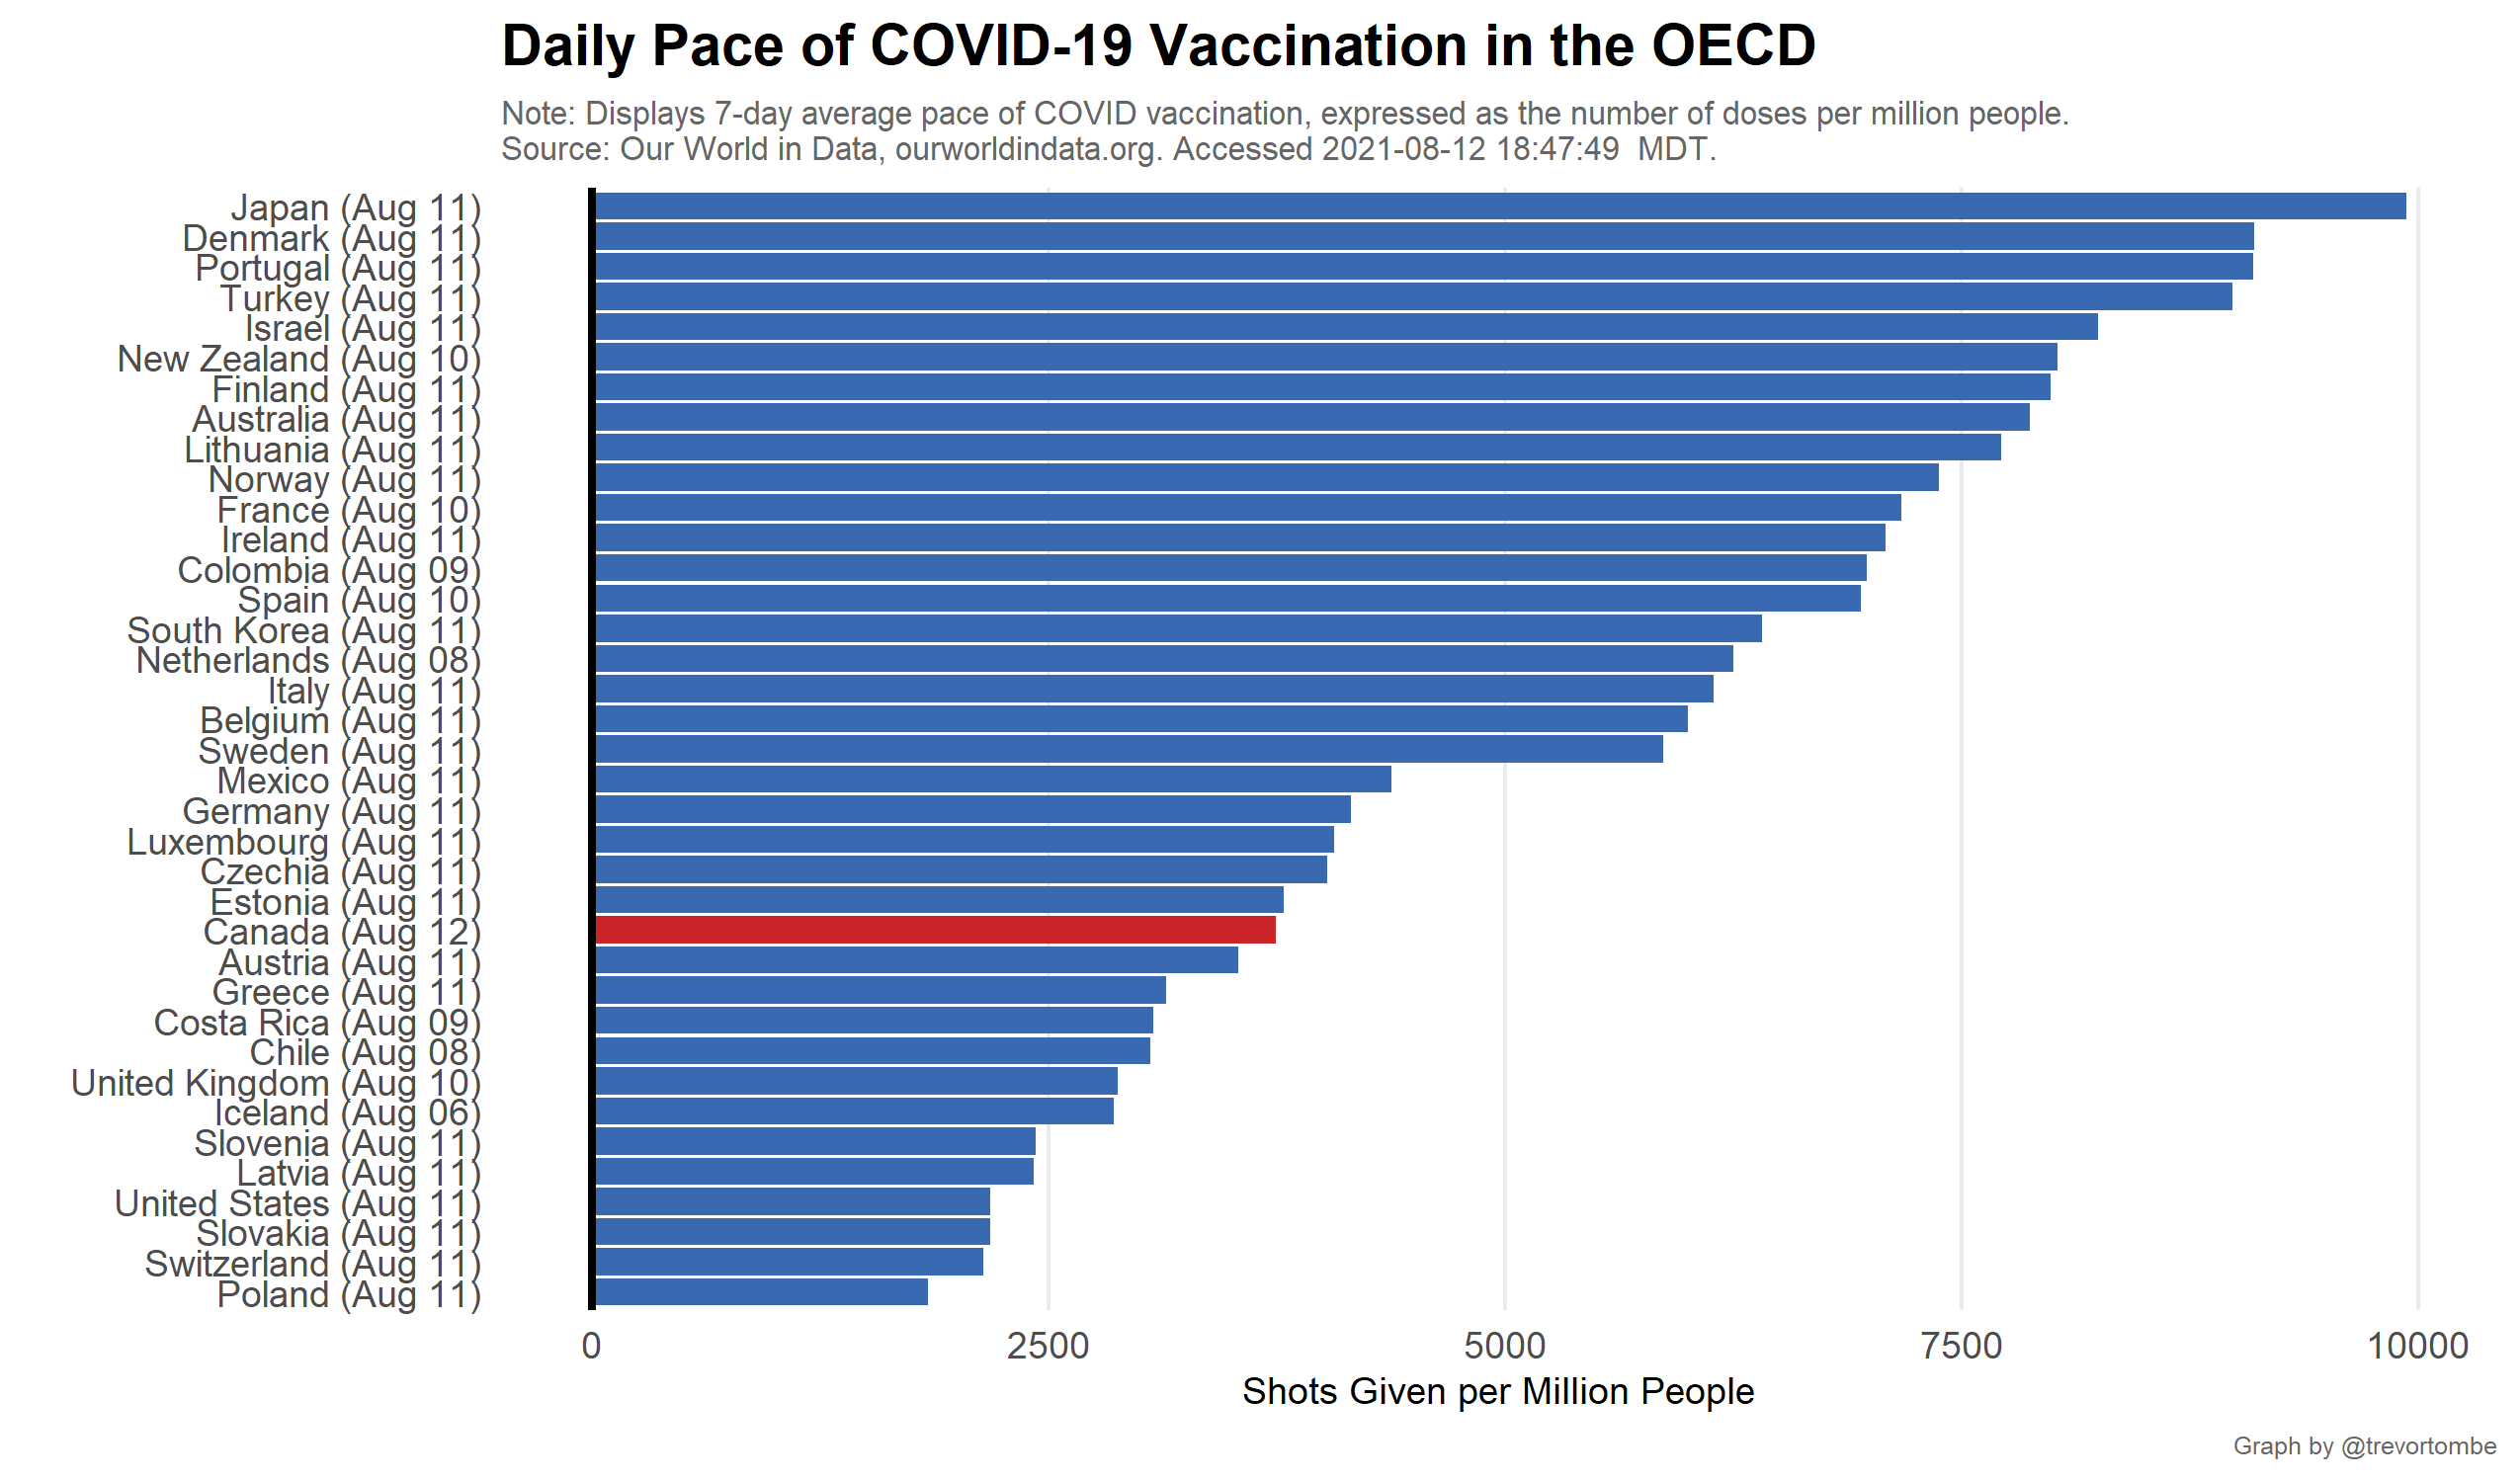 Daily Pace of COVID-19 Vaccination in the OECD
Note: Displays 7-day average pace of COVID vaccination, expressed as the number of doses per million people.
Source: Our World in Data, ourworldindata.org. Accessed 2021-08-12 18:47:49  MDT.
Japan (Aug 11)
Denmark (Aug 11)
Portugal (Aug 11)
Turkey (Aug 11)
Israel (Aug 11)
New Zealand (Aug 10)
Finland (Aug 11)
Australia (Aug 11)
Lithuania (Aug 11)
Norway (Aug 11)
France (Aug 10)
Ireland (Aug 11)
Colombia (Aug 09)
Spain (Aug 10)
South Korea (Aug 11)
Netherlands (Aug 08)
Italy (Aug 11)
Belgium (Aug 11)
Sweden (Aug 11)
Mexico (Aug 11)
Germany (Aug 11)
Luxembourg (Aug 11)
Czechia (Aug 11)
Estonia (Aug 11)
Canada (Aug 12)
Austria (Aug 11)
Greece (Aug 11)
Costa Rica (Aug 09)
Chile (Aug 08)
United Kingdom (Aug 10)
Iceland (Aug 06)
Slovenia (Aug 11)
Latvia (Aug 11)
United States (Aug 11)
Slovakia (Aug 11)
Switzerland (Aug 11)
Poland (Aug 11)
0 2500 5000 7500 10000
Shots Given per Million People
Graph by @trevortombe